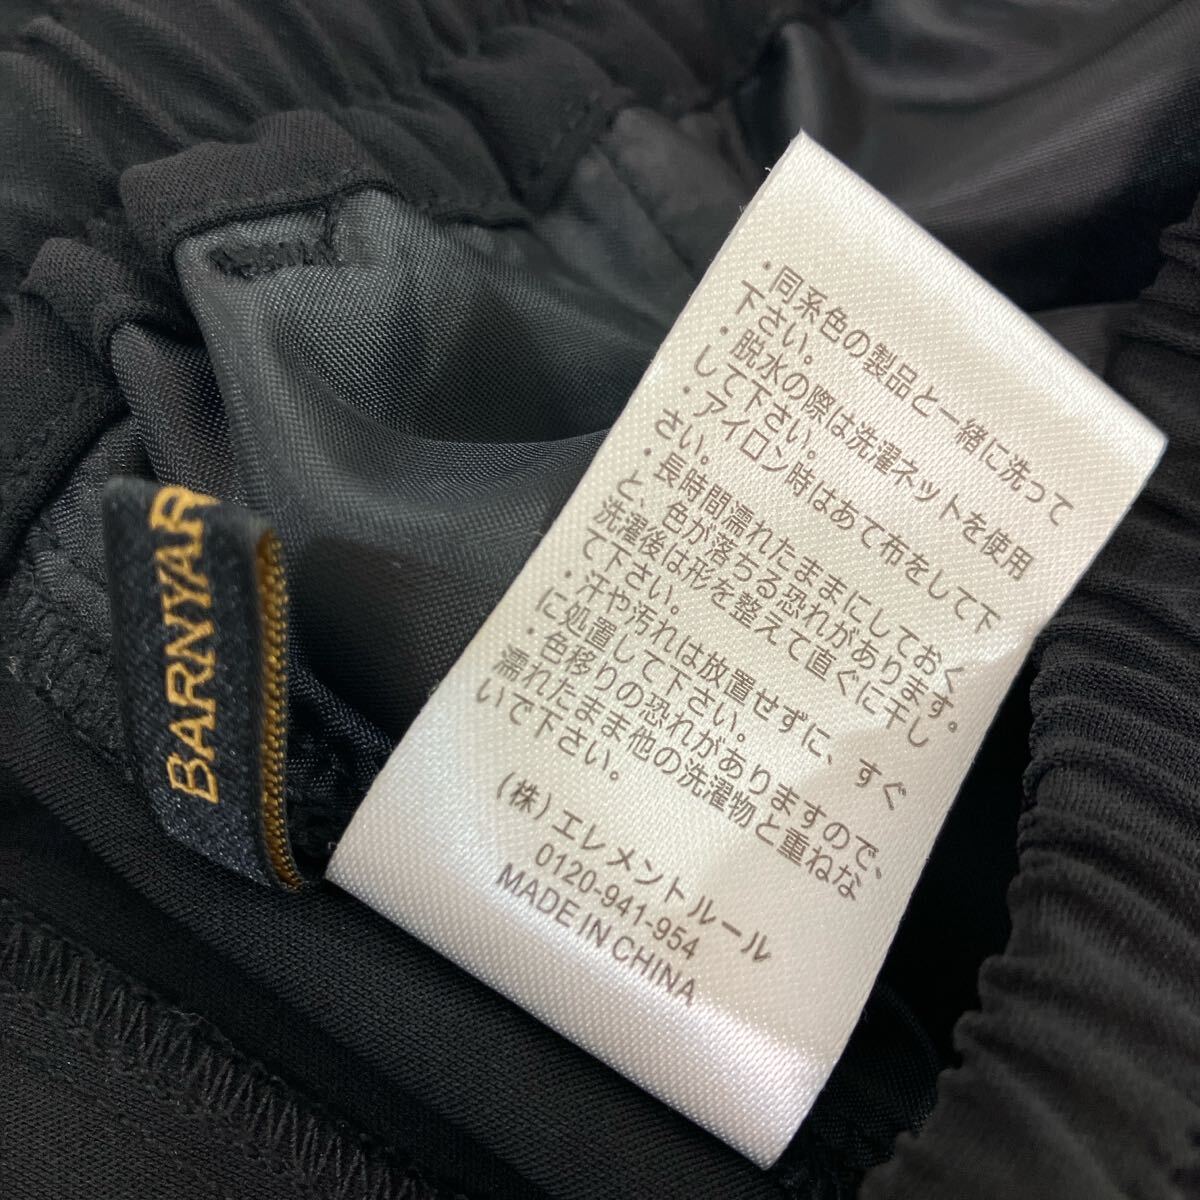 ・同系色の製品と一緒に洗って
下さい。
・脱水の際は洗濯ネットを使用
して下さい。
・アイロン時はあて布をして下
さい。
・長時間濡れたままにしておく
と、色が落ちる恐れがあります。
洗濯後は形を整えて直ぐに干し
て下さい。
・汗や汚れは放置せずに、すぐ
に処置して下さい。
・色移りの恐れがありますので、
濡れたまま他の洗濯物と重ねな
いで下さい。
(株)エレメントルール
0120-941-954
MADE IN CHINA
BARNYAR